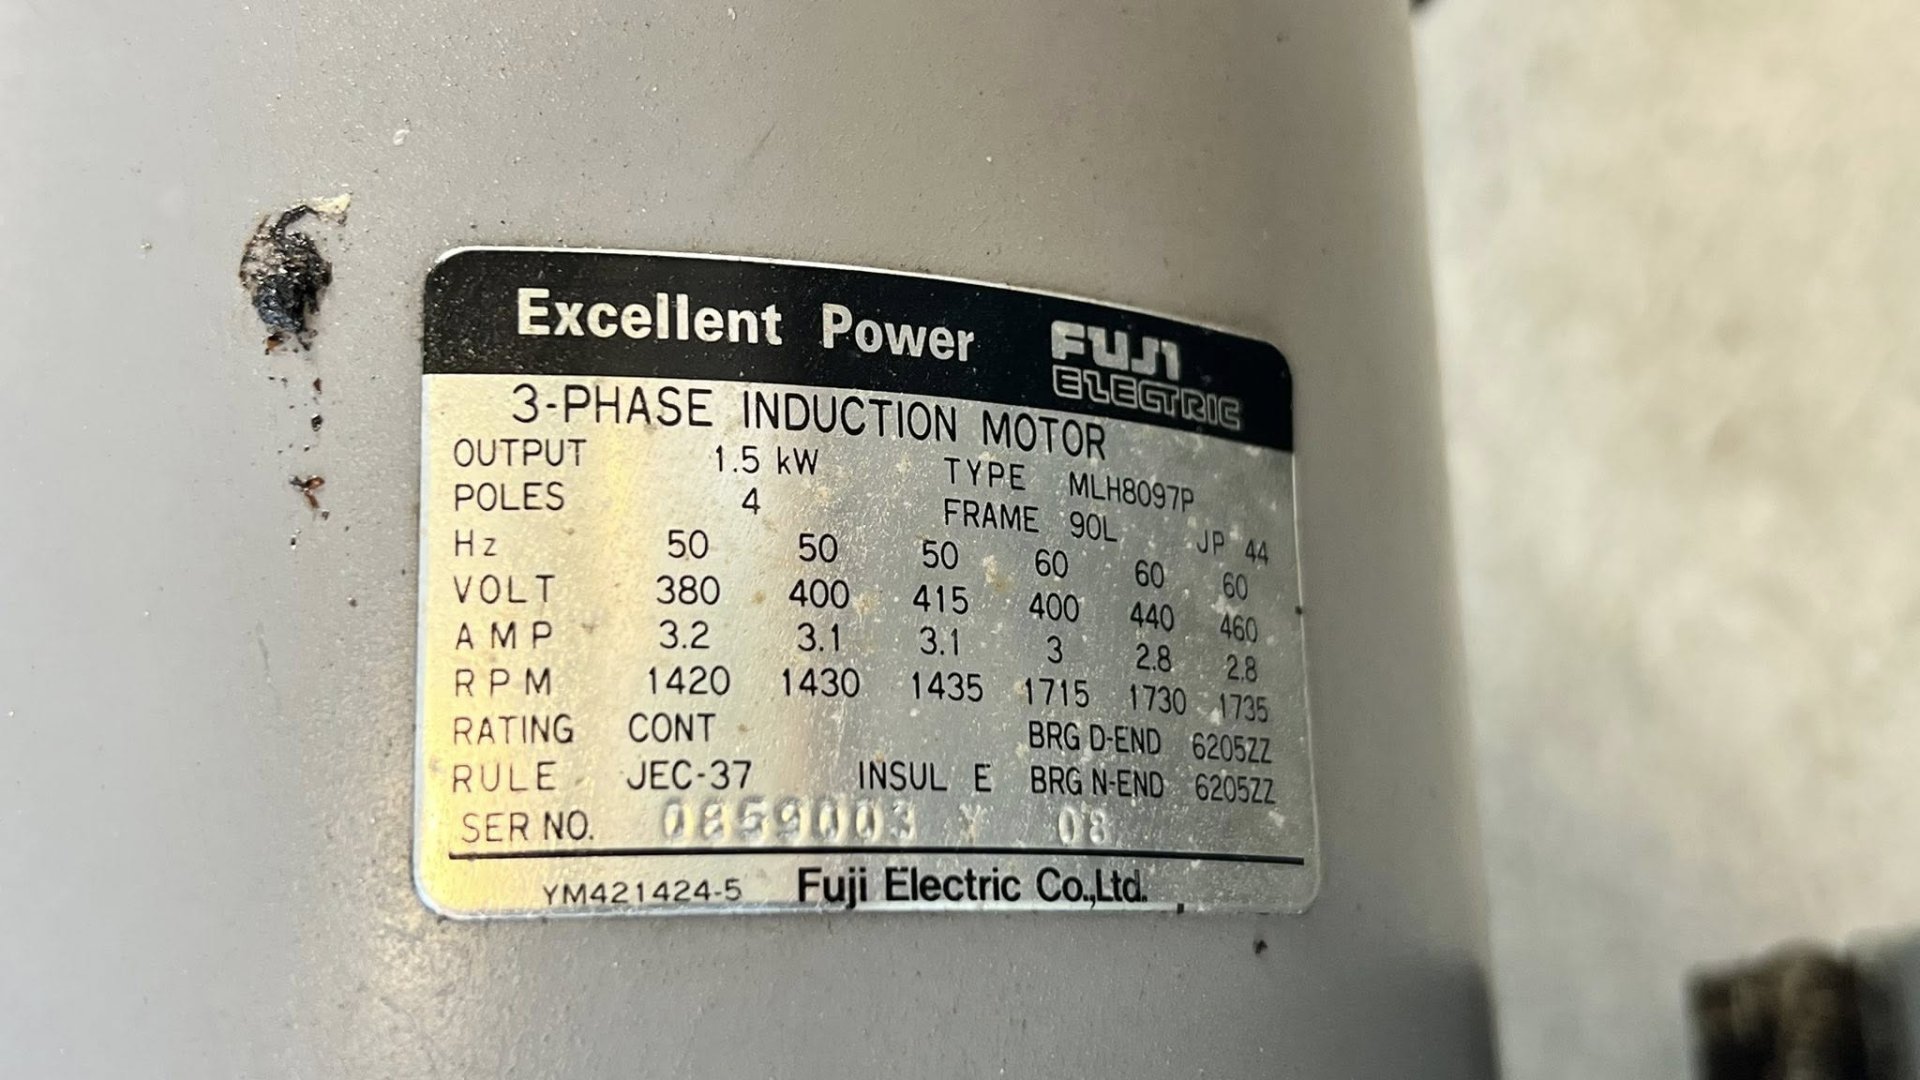 Excellent Power FUJI ELECTRIC
3-PHASE INDUCTION MOTOR
OUTPUT 1.5 kW TYPE MLH8097P
POLES 4 FRAME 90L JP 44
Hz 50 50 50 60 60 60
VOLT 380 400 415 400 440 460
AMP 3.2 3.1 3.1 3 2.8 2.8
RPM 1420 1430 1435 1715 1730 1735
RATING CONT BRG D-END 6205ZZ
RULE JEC-37 INSUL E BRG N-END 6205ZZ
SER NO. 0859003 Y 08
YM421424-5 Fuji Electric Co.,Ltd.